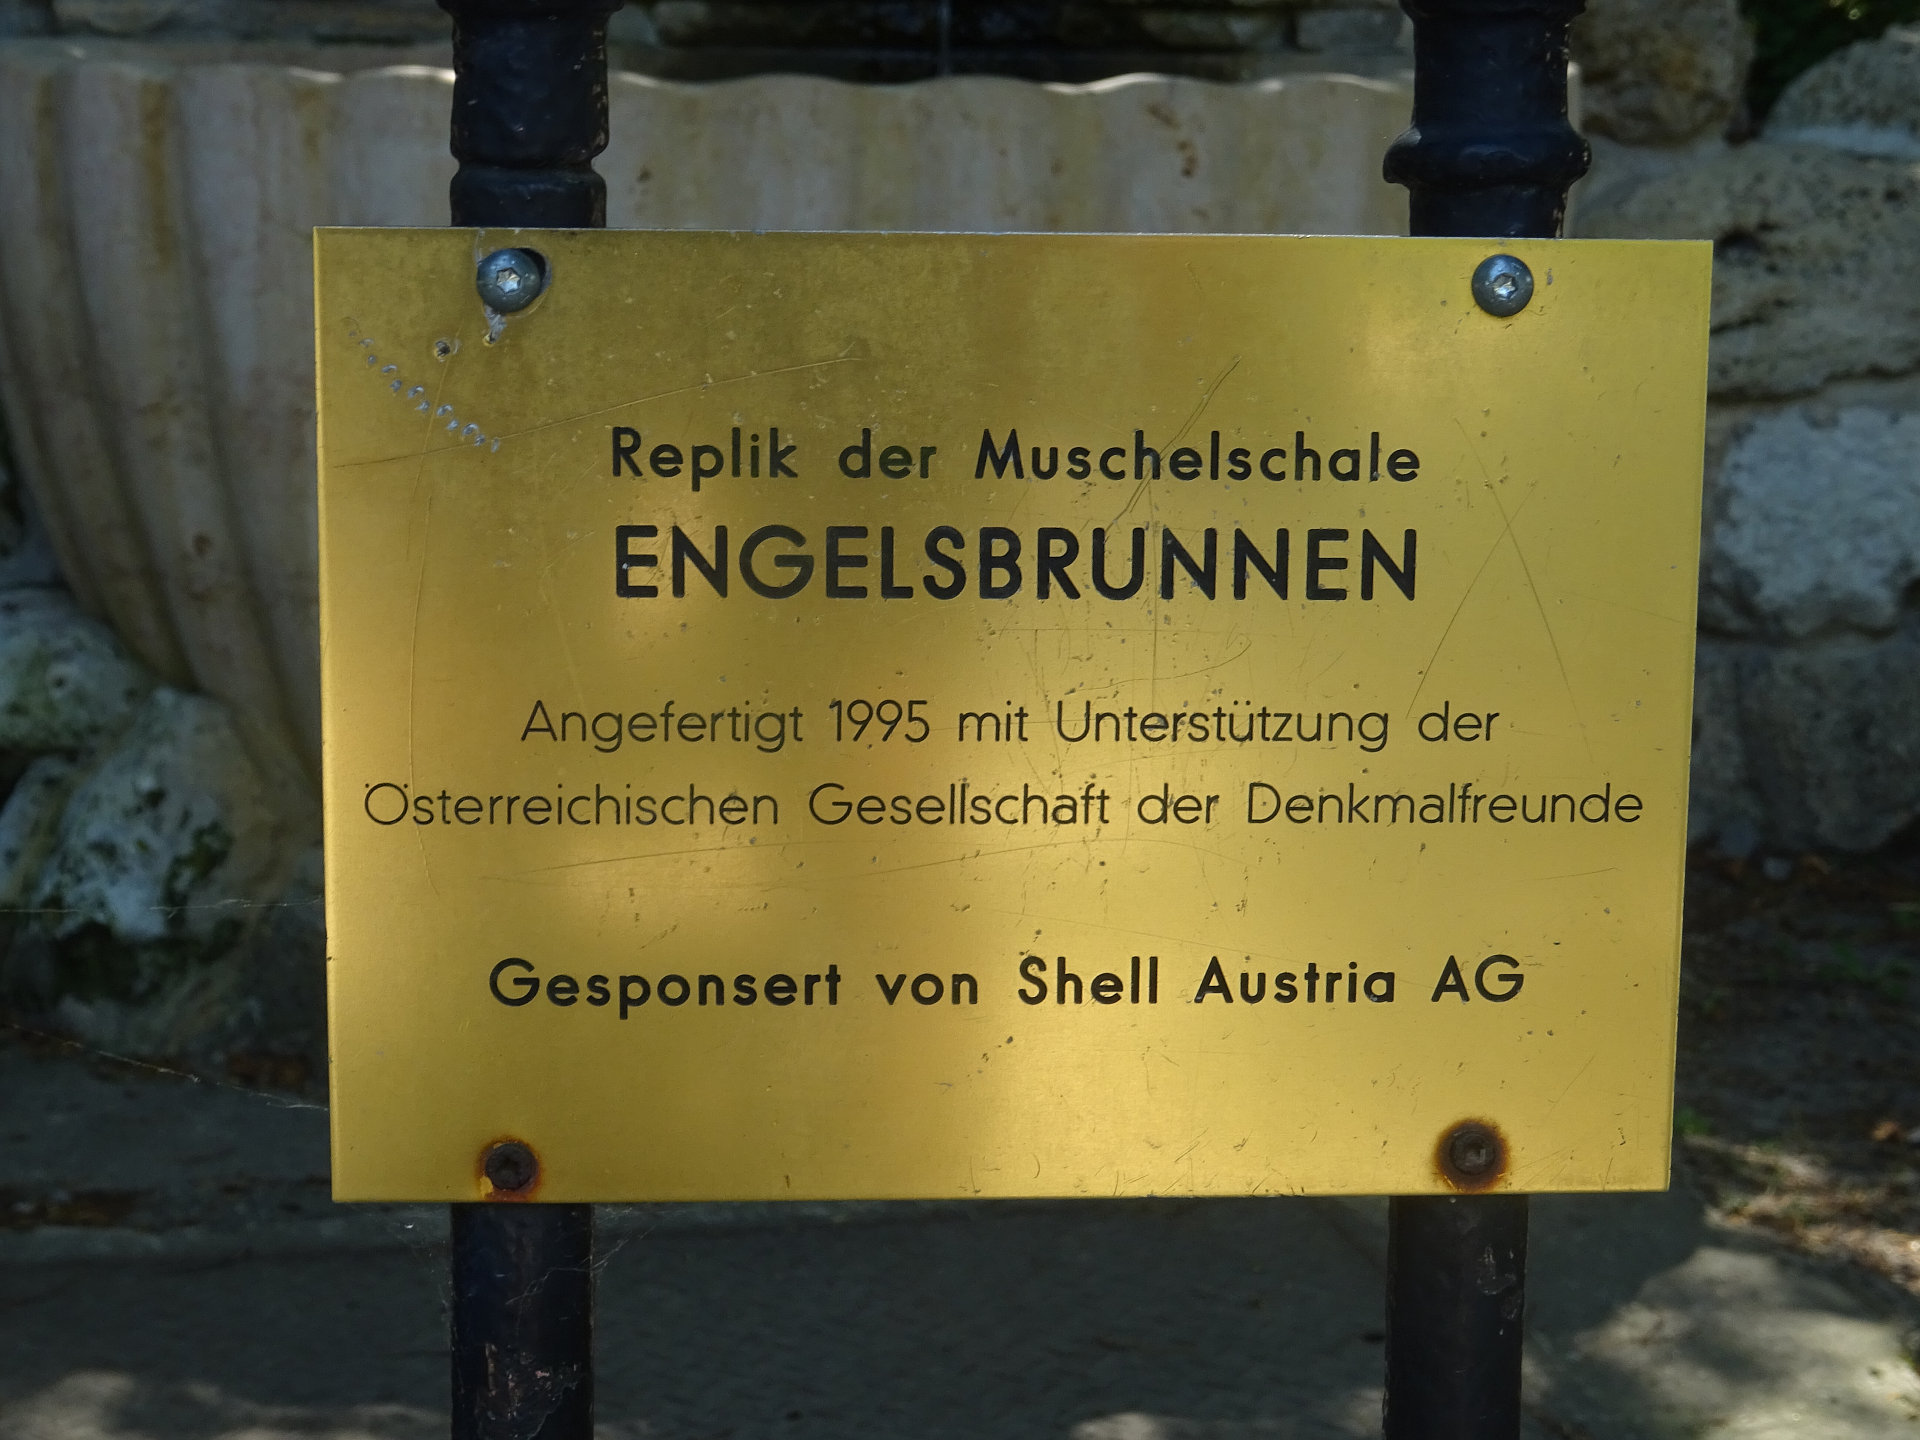 Replik der Muschelschale
ENGELSBRUNNEN
Angefertigt 1995 mit Unterstützung der
Österreichischen Gesellschaft der Denkmalfreunde
Gesponsert von Shell Austria AG